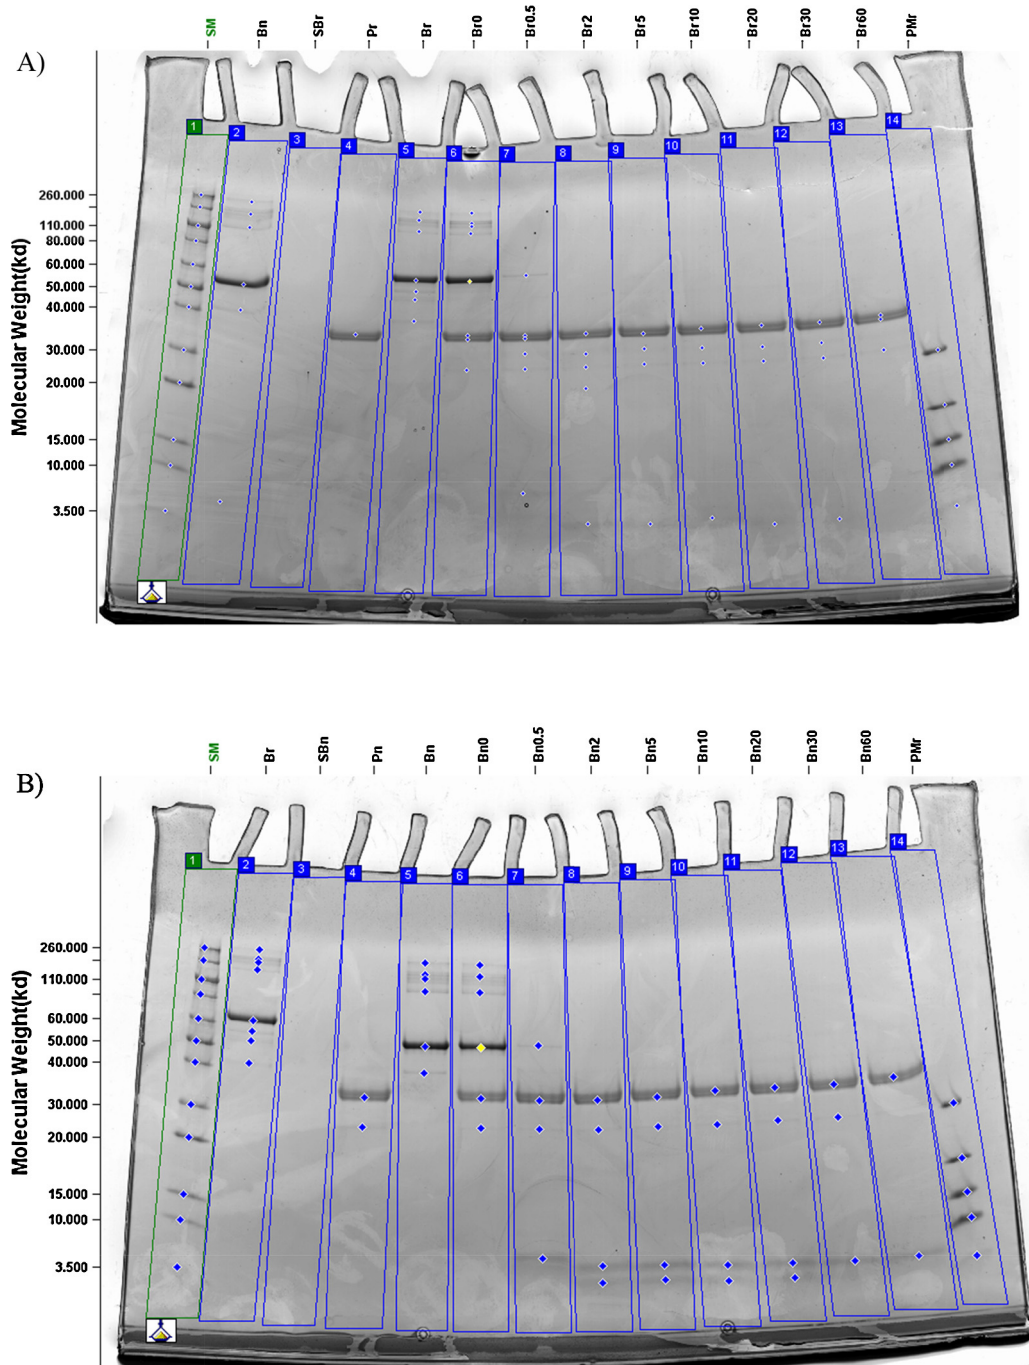 A)
SM Bn SBr Pr Br Br0 Br0.5 Br2 Br5 Br10 Br20 Br30 Br60 PMr
1 2 3 4 5 6 7 8 9 10 11 12 13 14
Molecular Weight(kd)
260.000
110.000
80.000
60.000
50.000
40.000
30.000
20.000
15.000
10.000
3.500
B)
SM Br SBn Pn Bn Bn0 Bn0.5 Bn2 Bn5 Bn10 Bn20 Bn30 Bn60 PMr
1 2 3 4 5 6 7 8 9 10 11 12 13 14
Molecular Weight(kd)
260.000
110.000
60.000
50.000
40.000
30.000
20.000
15.000
10.000
3.500